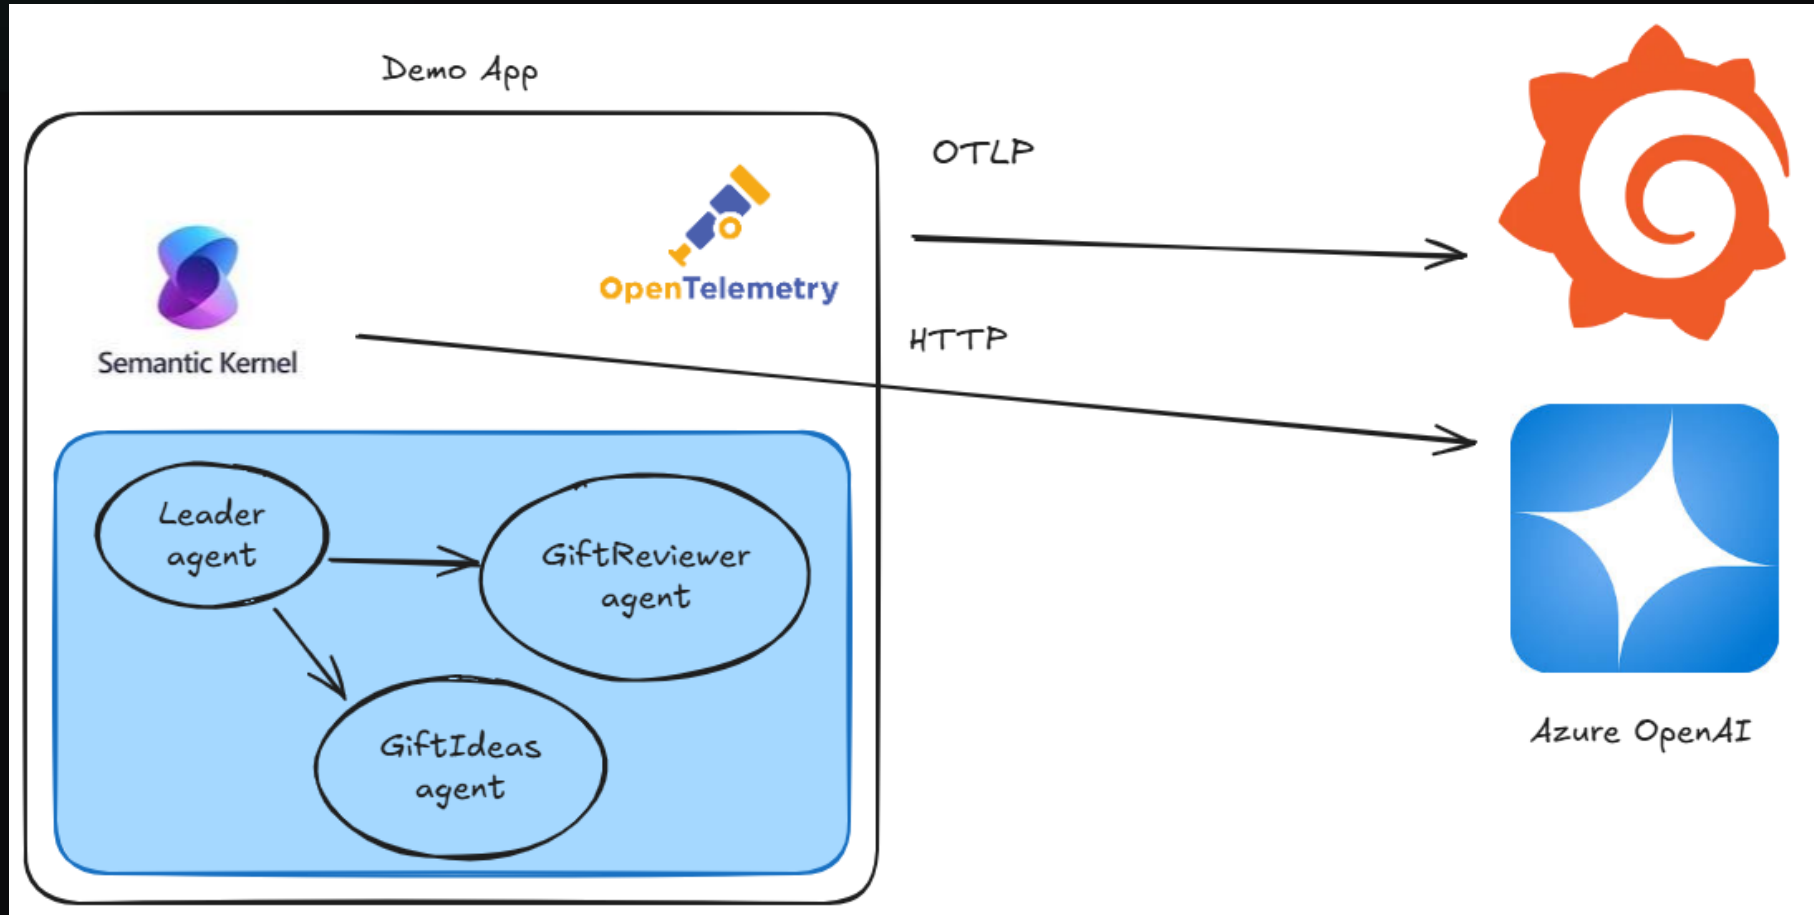 Demo App
OTLP
OpenTelemetry
HTTP
Semantic Kernel
Leader
agent
GiftReviewer
agent
GiftIdeas
agent
Azure OpenAI